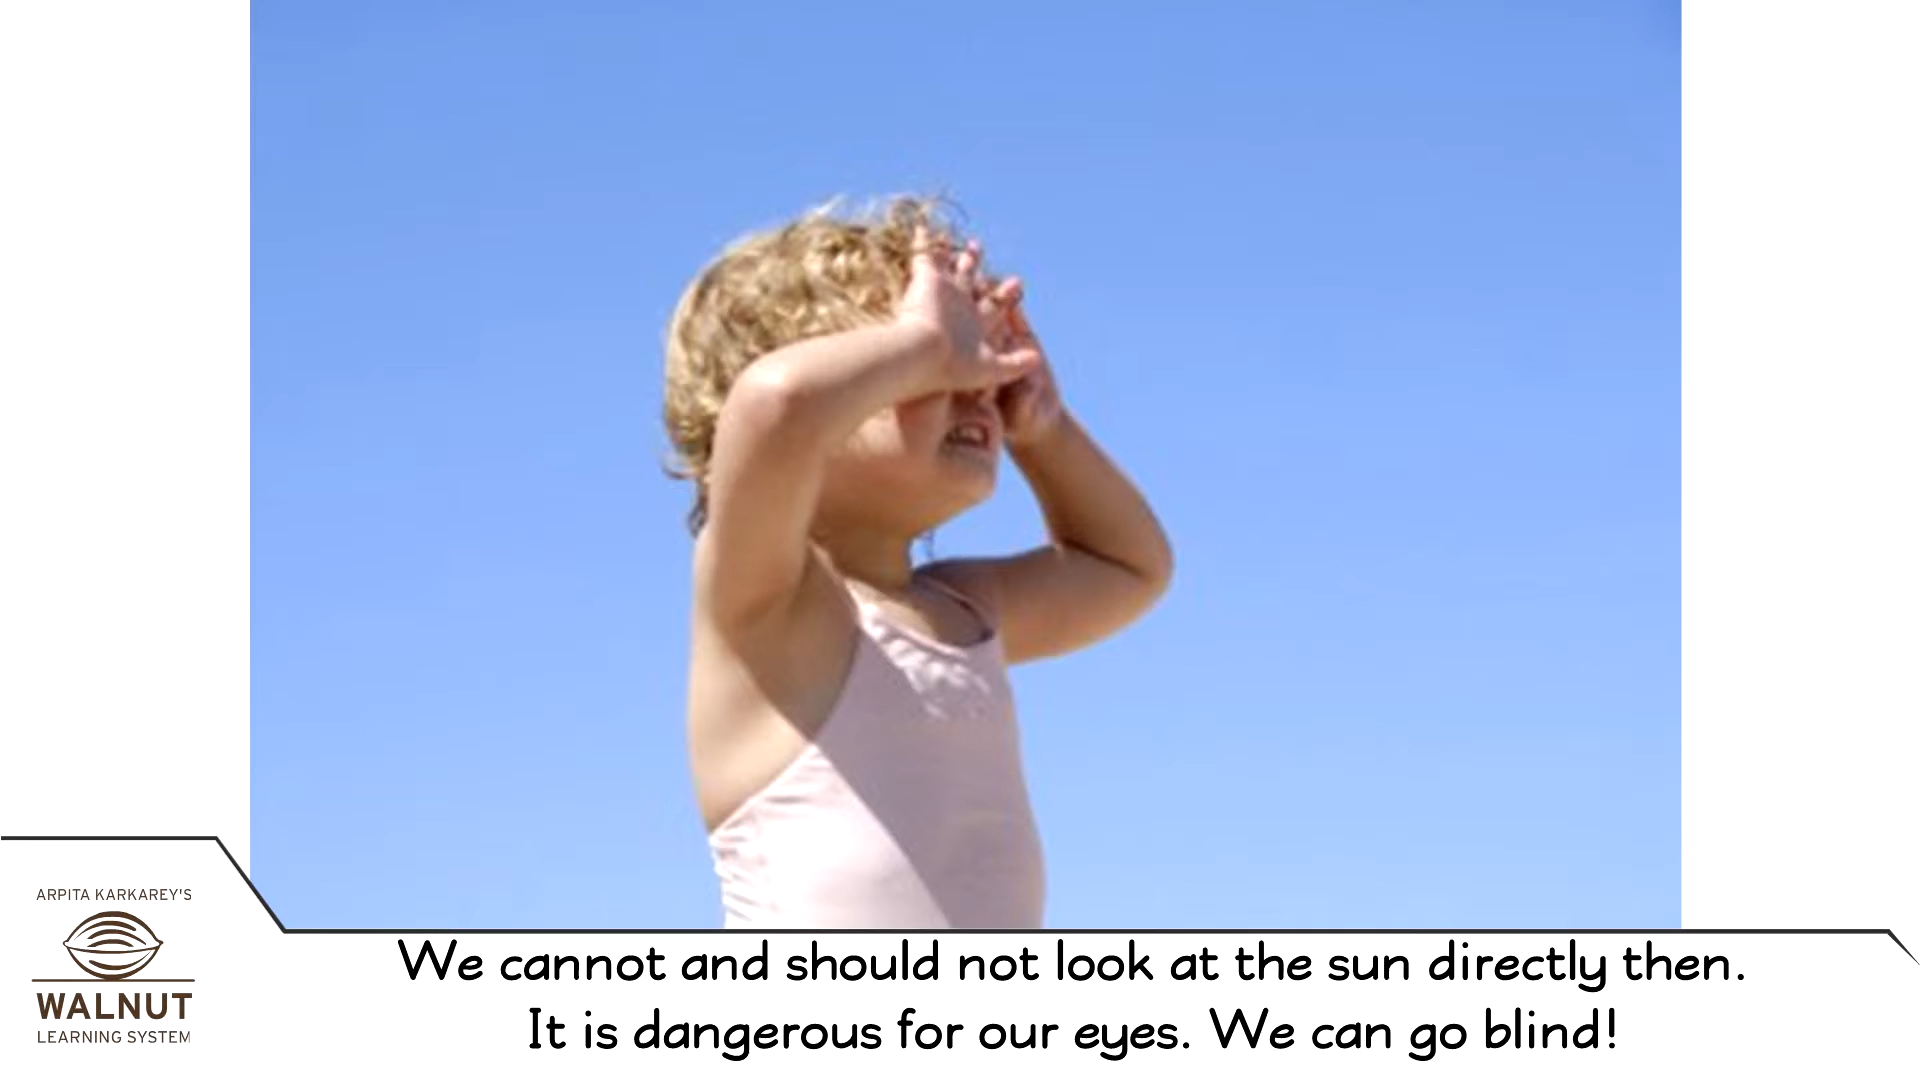 ARPITA KARKAREY'S
WALNUT
LEARNING SYSTEM
We cannot and should not look at the sun directly then.
It is dangerous for our eyes. We can go blind!